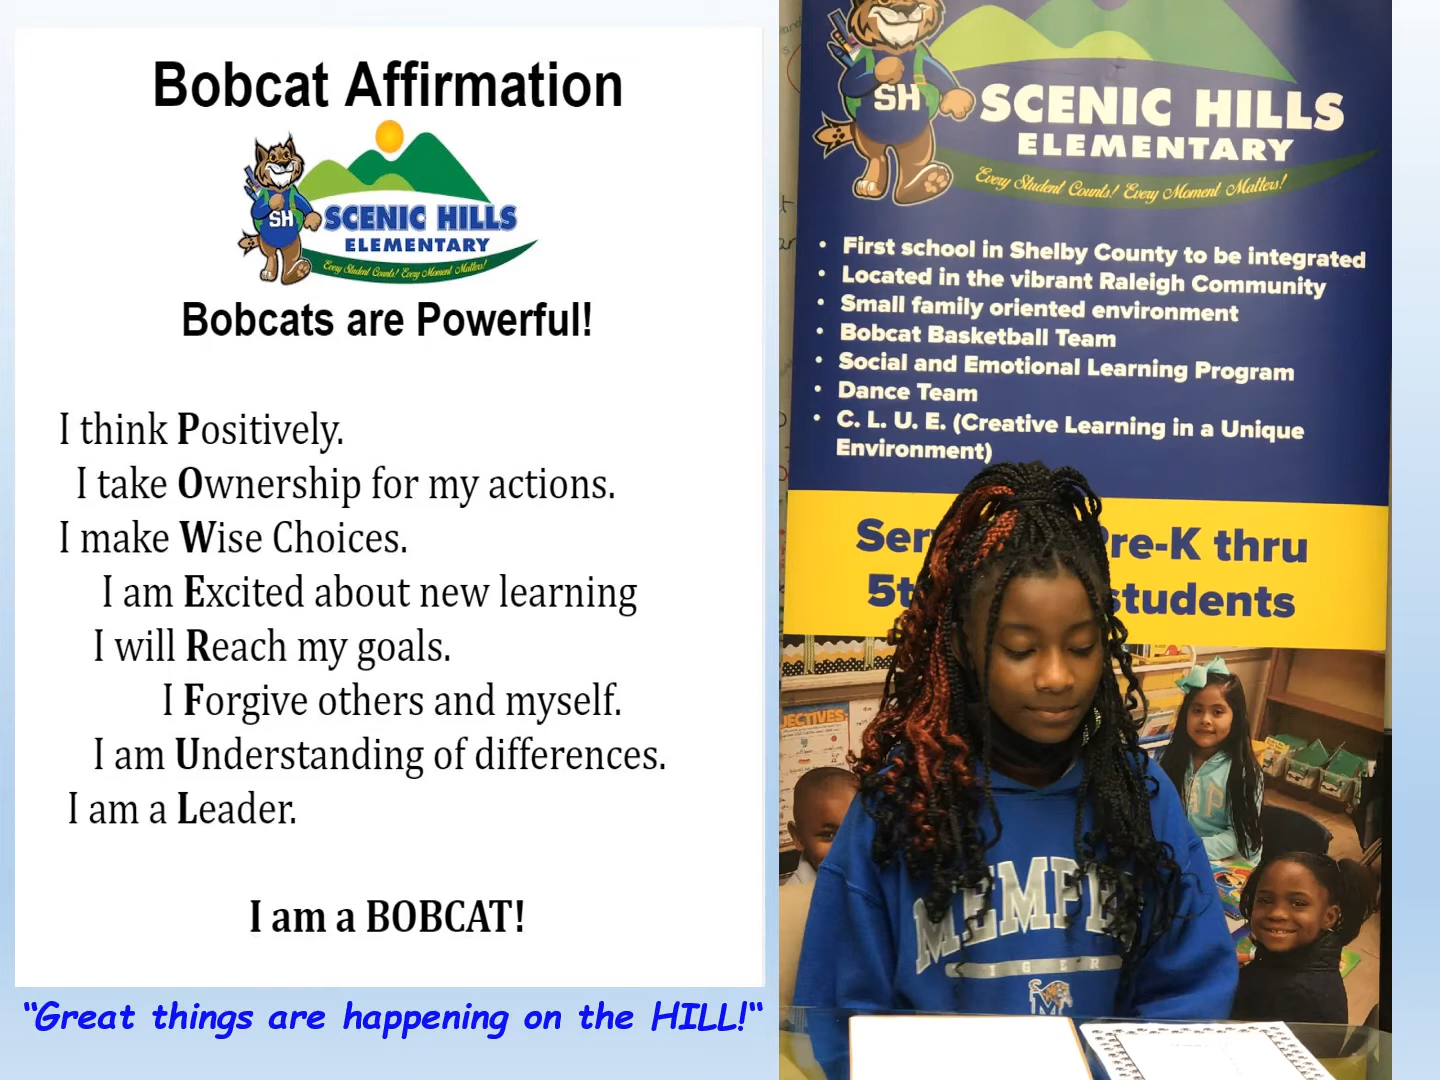 Bobcat Affirmation
SH
SCENIC HILLS
ELEMENTARY
Every Student Counts! Every Moment Matters!
Bobcats are Powerful!
I think Positively.
I take Ownership for my actions.
I make Wise Choices.
I am Excited about new learning
I will Reach my goals.
I Forgive others and myself.
I am Understanding of differences.
I am a Leader.
I am a BOBCAT!
“Great things are happening on the HILL!“
SH
SCENIC HILLS
ELEMENTARY
Every Student Counts! Every Moment Matters!
• First school in Shelby County to be integrated
• Located in the vibrant Raleigh Community
• Small family oriented environment
• Bobcat Basketball Team
• Social and Emotional Learning Program
• Dance Team
• C. L. U. E. (Creative Learning in a Unique
Environment)
thru
students